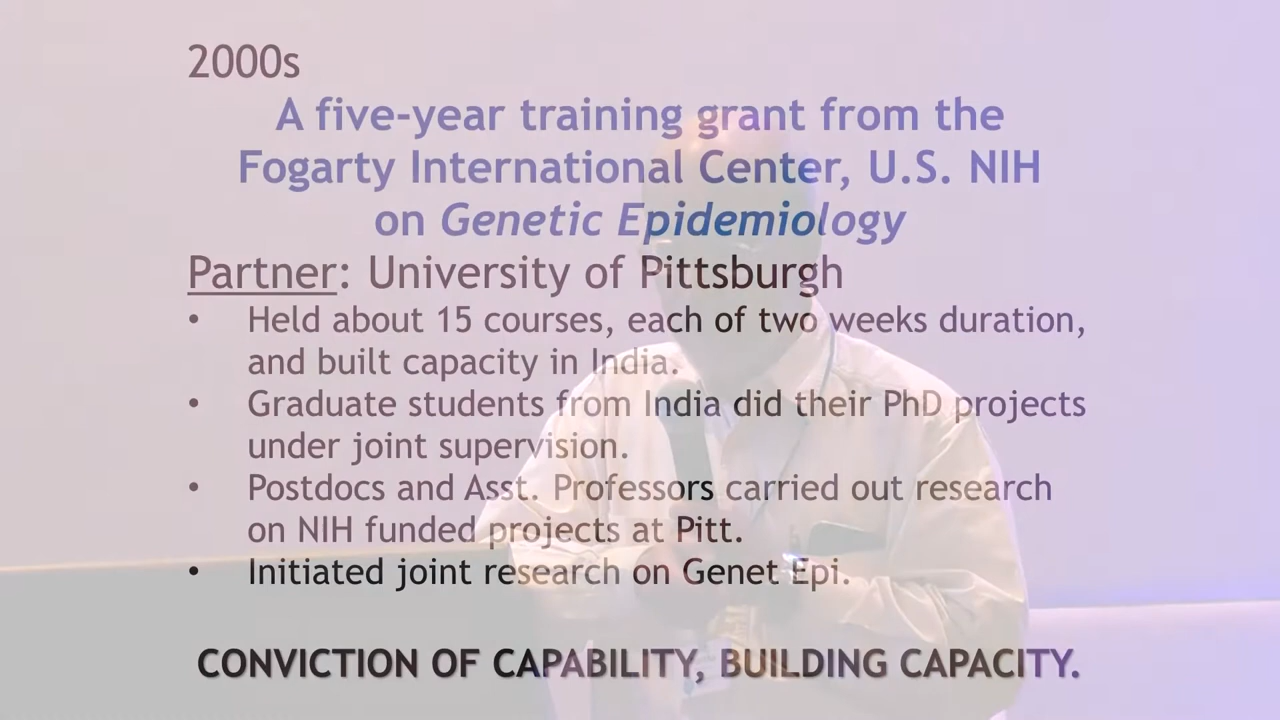 2000s
A five-year training grant from the
Fogarty International Center, U.S. NIH
on Genetic Epidemiology
Partner: University of Pittsburgh
• Held about 15 courses, each of two weeks duration,
and built capacity in India.
• Graduate students from India did their PhD projects
under joint supervision.
• Postdocs and Asst. Professors carried out research
on NIH funded projects at Pitt.
• Initiated joint research on Genet Epi.
CONVICTION OF CAPABILITY, BUILDING CAPACITY.